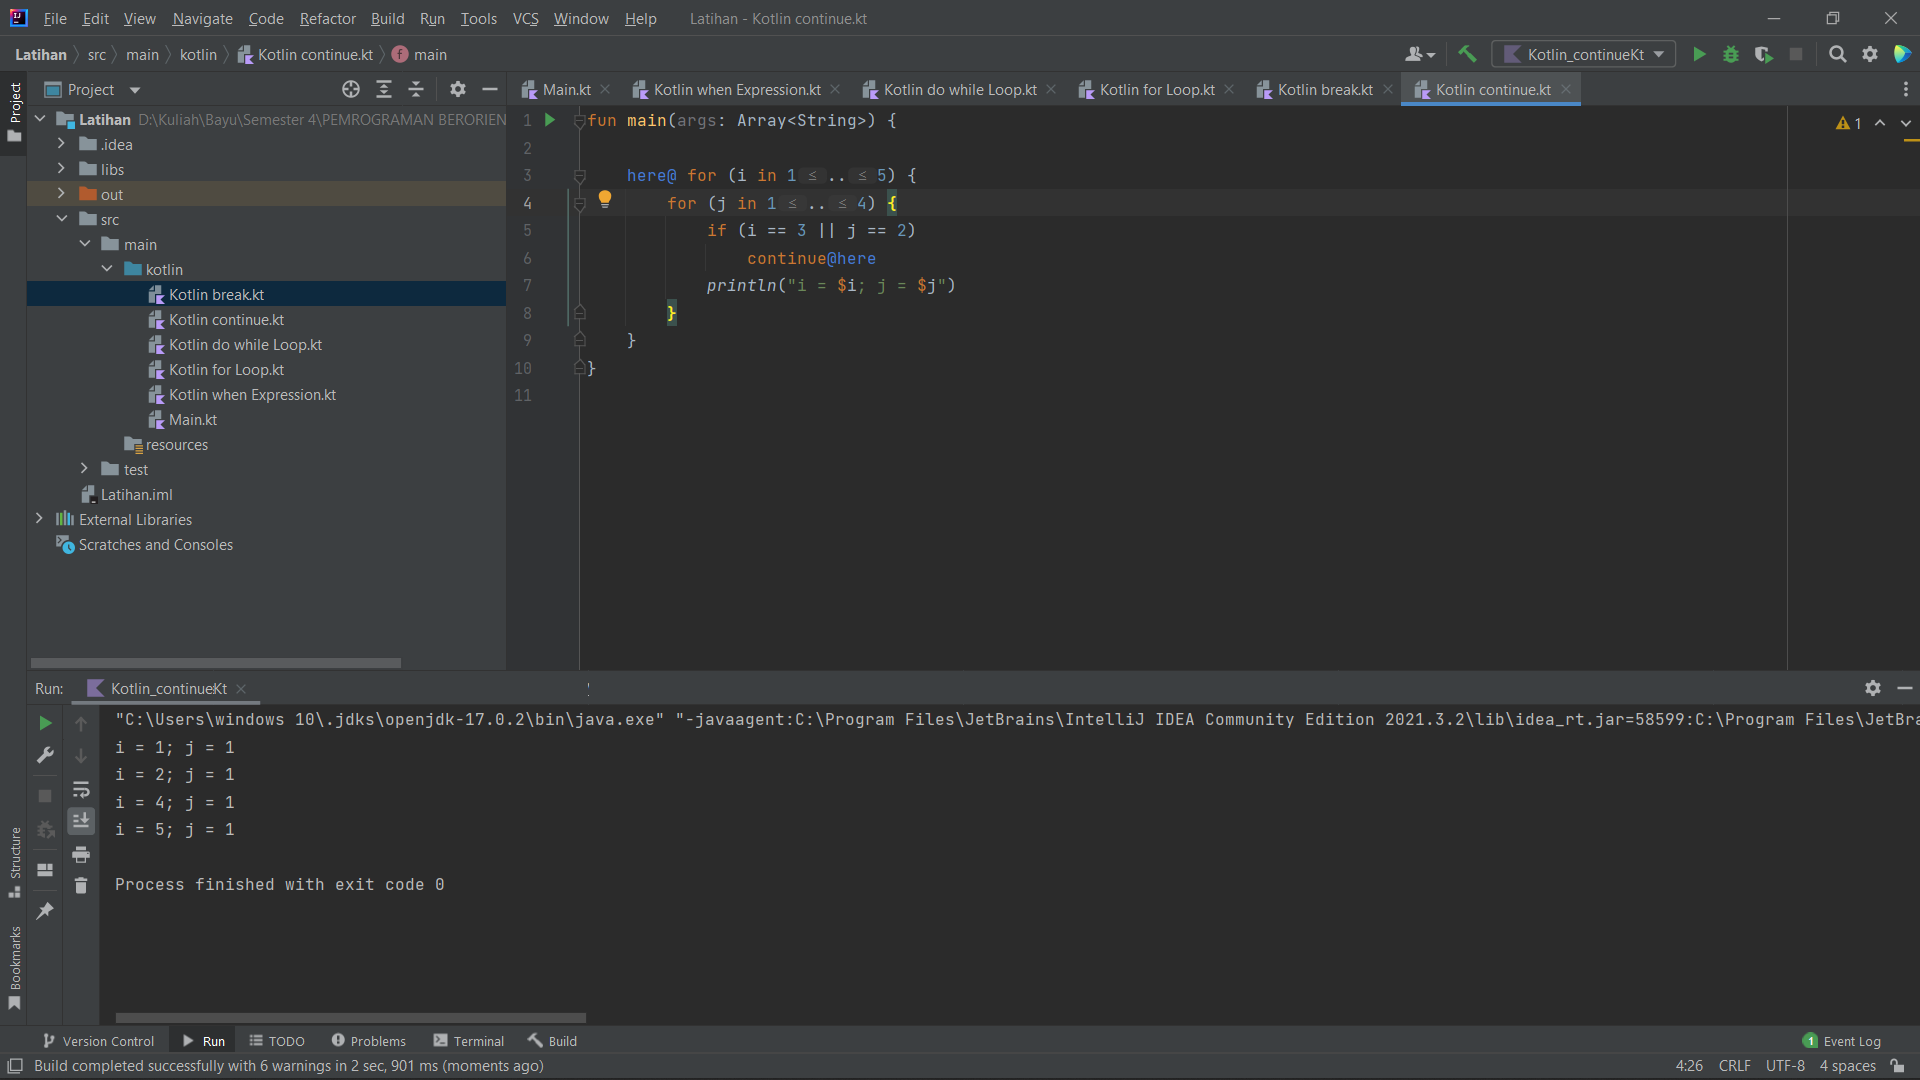 File Edit View Navigate Code Refactor Build Run Tools VCS Window Help Latihan - Kotlin continue.kt
Latihan src main kotlin Kotlin continue.kt main
Kotlin_continueKt
Project
Project
Main.kt Kotlin when Expression.kt Kotlin do while Loop.kt Kotlin for Loop.kt Kotlin break.kt Kotlin continue.kt
Latihan D:\Kuliah\Bayu\Semester 4\PEMROGRAMAN BERORIEN
.idea
libs
out
src
main
kotlin
Kotlin break.kt
Kotlin continue.kt
Kotlin do while Loop.kt
Kotlin for Loop.kt
Kotlin when Expression.kt
Main.kt
resources
test
Latihan.iml
External Libraries
Scratches and Consoles
1 fun main(args: Array<String>) {
2
3 here@ for (i in 1 ≤ .. ≤ 5) {
4 for (j in 1 ≤ .. ≤ 4) {
5 if (i == 3 || j == 2)
6 continue@here
7 println("i = $i; j = $j")
8 }
9 }
10 }
11
1
Run: Kotlin_continueKt
"C:\Users\windows 10\.jdks\openjdk-17.0.2\bin\java.exe" "-javaagent:C:\Program Files\JetBrains\IntelliJ IDEA Community Edition 2021.3.2\lib\idea_rt.jar=58599:C:\Program Files\JetBra
i = 1; j = 1
i = 2; j = 1
i = 4; j = 1
i = 5; j = 1
Process finished with exit code 0
Structure
Bookmarks
Version Control Run TODO Problems Terminal Build 1 Event Log
Build completed successfully with 6 warnings in 2 sec, 901 ms (moments ago) 4:26 CRLF UTF-8 4 spaces